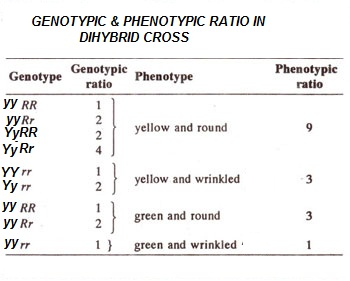 GENOTYPIC & PHENOTYPIC RATIO IN
DIHYBRID CROSS
Genotype Genotypic ratio Phenotype Phenotypic ratio
yy RR 1
yy Rr 2
Yy RR 2 yellow and round 9
Yy Rr 4
YY rr 1
Yy rr 2 yellow and wrinkled 3
yy RR 1
yy Rr 2 green and round 3
yy rr 1 } green and wrinkled 1